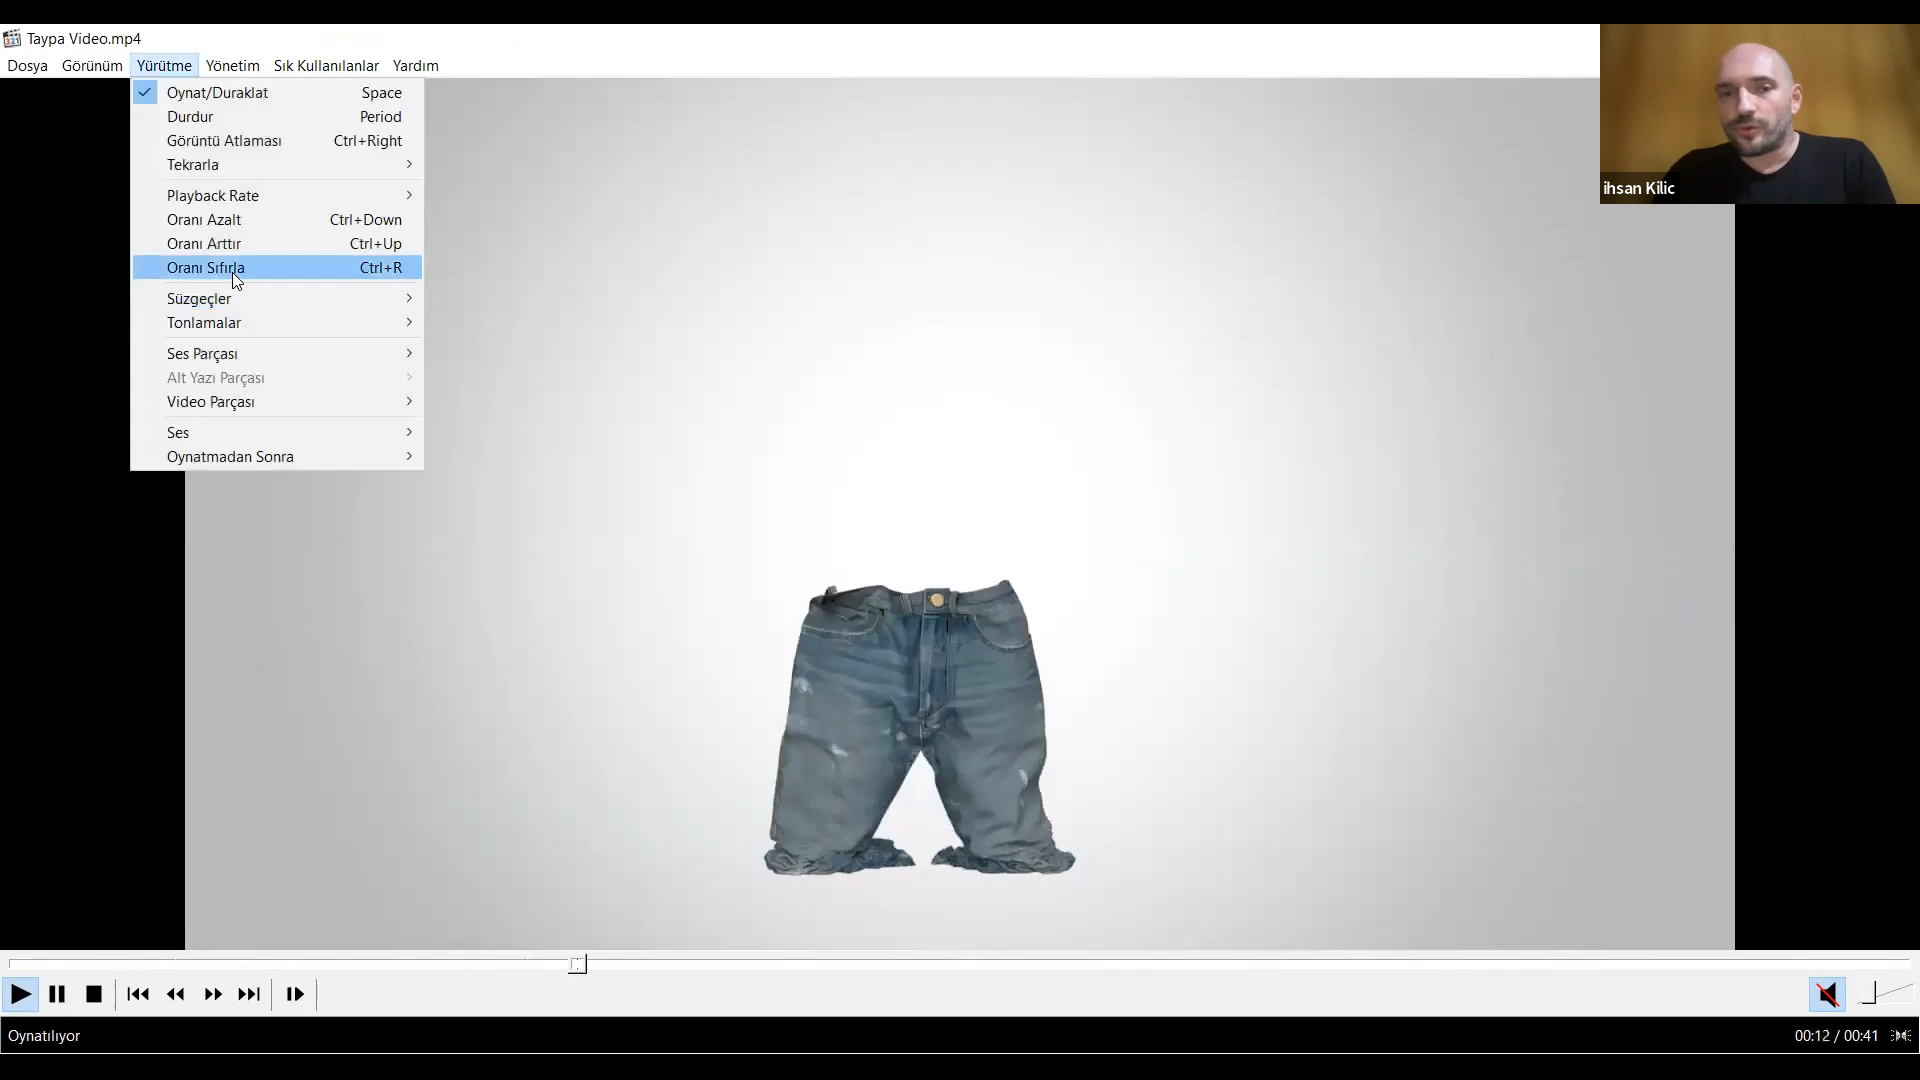 Taypa Video.mp4
Dosya Görünüm Yürütme Yönetim Sık Kullanılanlar Yardım
Oynat/Duraklat Space
Durdur Period
Görüntü Atlaması Ctrl+Right
Tekrarla
Playback Rate
Oranı Azalt Ctrl+Down
Oranı Arttır Ctrl+Up
Oranı Sıfırla Ctrl+R
Süzgeçler
Tonlamalar
Ses Parçası
Alt Yazı Parçası
Video Parçası
Ses
Oynatmadan Sonra
ihsan Kilic
Oynatılıyor
00:12 / 00:41